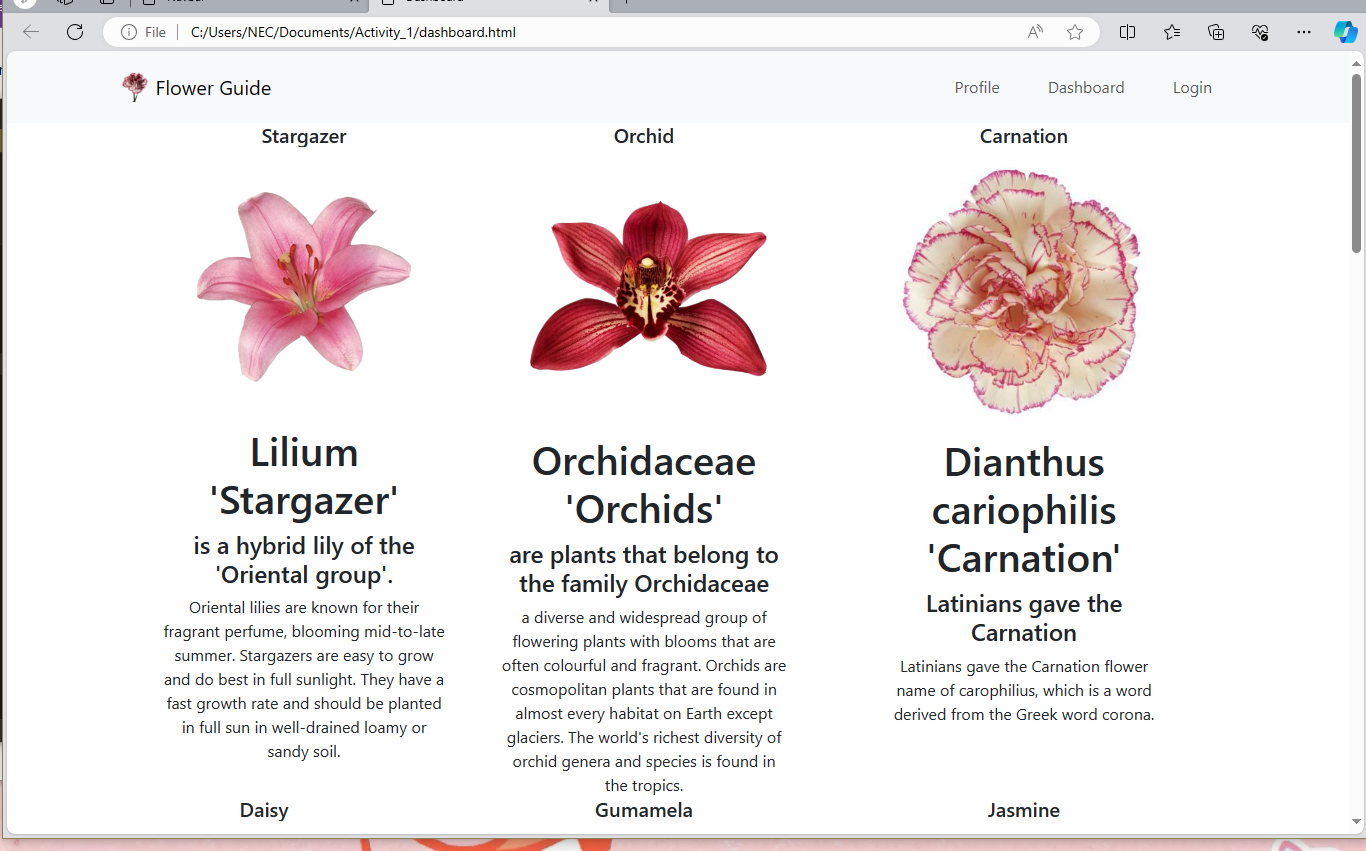 Dashboard
File
C:/Users/NEC/Documents/Activity_1/dashboard.html
Flower Guide
Profile
Dashboard
Login
Stargazer
Orchid
Carnation
Lilium
'Stargazer'
is a hybrid lily of the
'Oriental group'.
Oriental lilies are known for their
fragrant perfume, blooming mid-to-late
summer. Stargazers are easy to grow
and do best in full sunlight. They have a
fast growth rate and should be planted
in full sun in well-drained loamy or
sandy soil.
Orchidaceae
'Orchids'
are plants that belong to
the family Orchidaceae
a diverse and widespread group of
flowering plants with blooms that are
often colourful and fragrant. Orchids are
cosmopolitan plants that are found in
almost every habitat on Earth except
glaciers. The world's richest diversity of
orchid genera and species is found in
the tropics.
Dianthus
cariophilis
'Carnation'
Latinians gave the
Carnation
Latinians gave the Carnation flower
name of carophilius, which is a word
derived from the Greek word corona.
Daisy
Gumamela
Jasmine